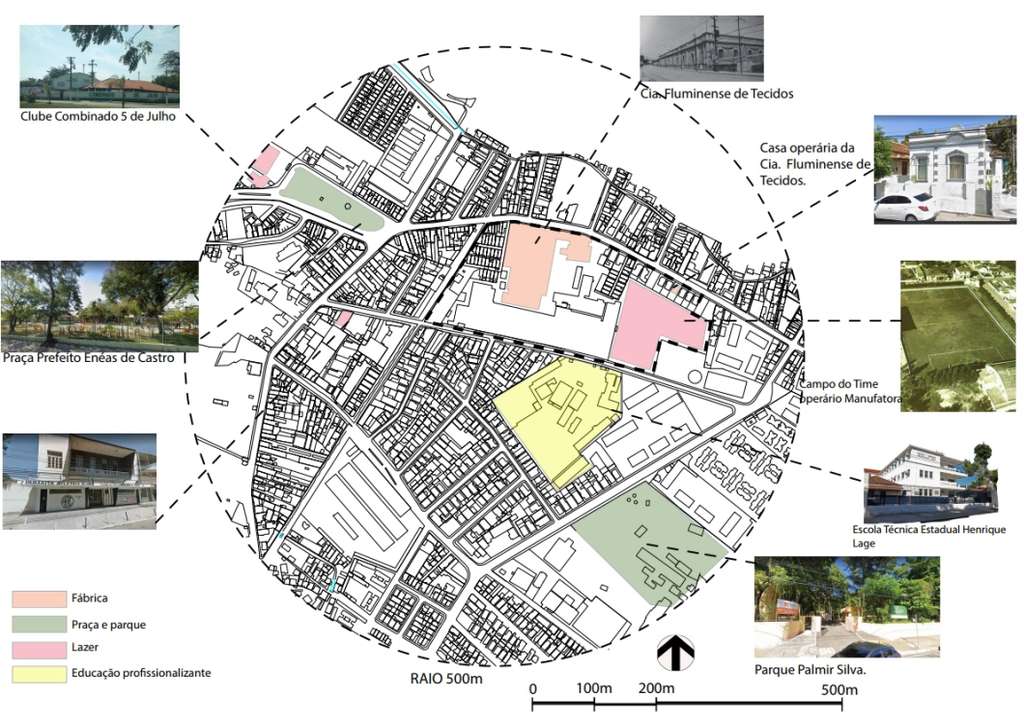 Clube Combinado 5 de Julho
Cia. Fluminense de Tecidos
Casa operária da
Cia. Fluminense de
Tecidos.
Praça Prefeito Enéas de Castro
Campo do Time
operário Manufatora
Escola Técnica Estadual Henrique
Lage
Parque Palmir Silva.
Fábrica
Praça e parque
Lazer
Educação profissionalizante
RAIO 500m
0 100m 200m 500m